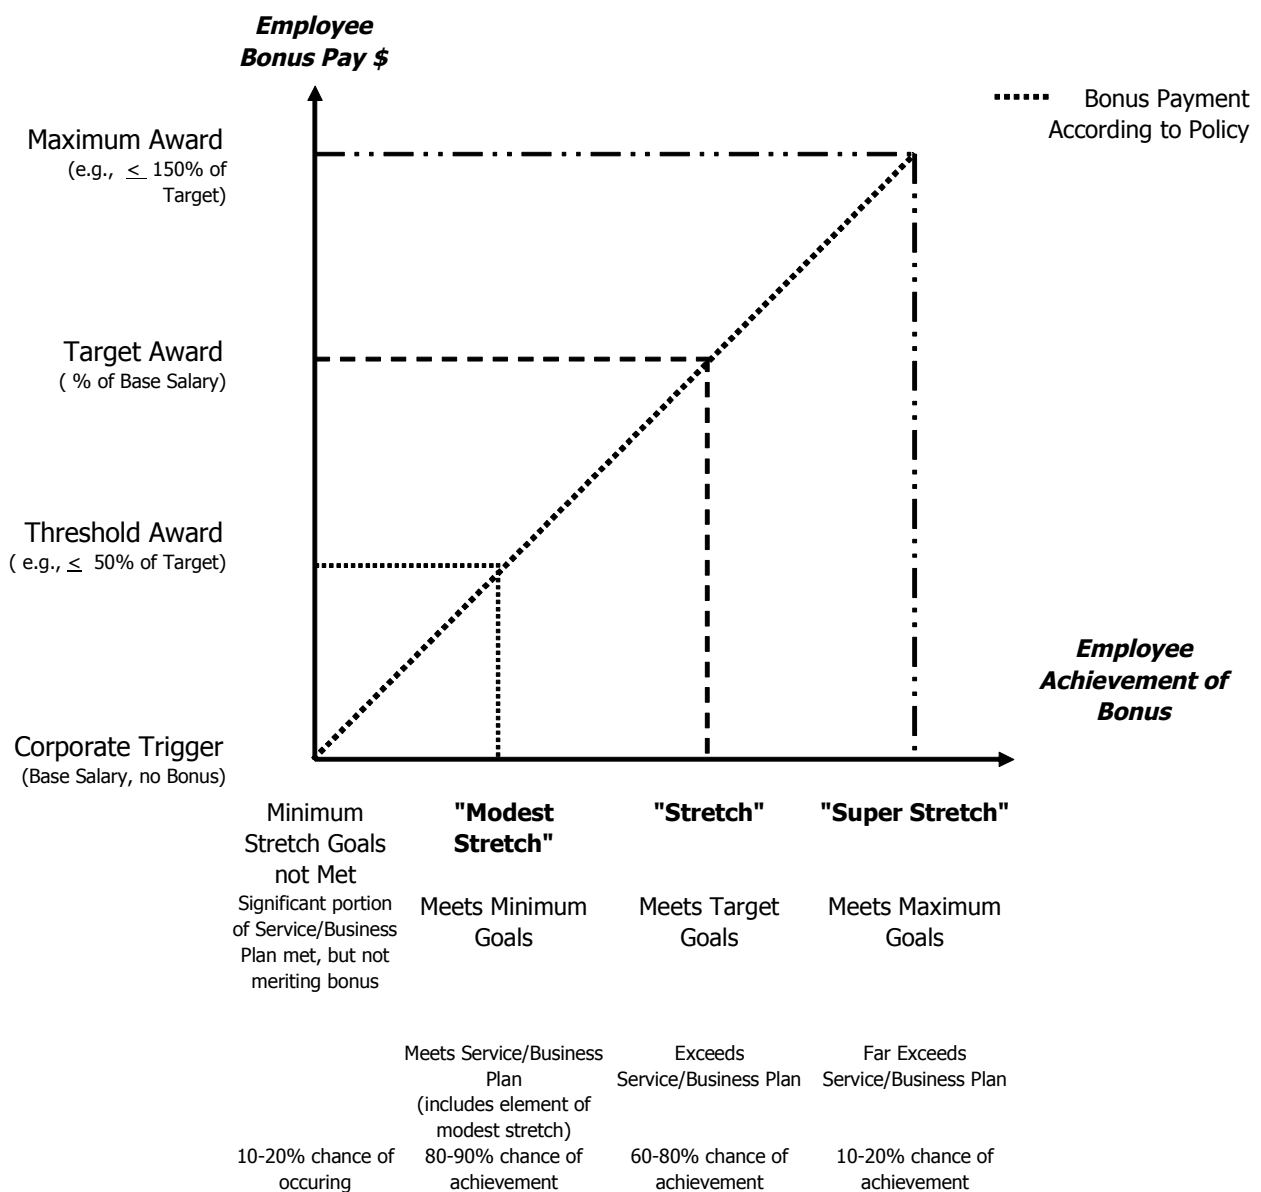 Employee
Bonus Pay $
Bonus Payment
According to Policy
Maximum Award
(e.g., < 150% of
Target)
Target Award
( % of Base Salary)
Threshold Award
( e.g., < 50% of Target)
Employee
Achievement of
Bonus
Corporate Trigger
(Base Salary, no Bonus)
Minimum
Stretch Goals
not Met
Significant portion
of Service/Business
Plan met, but not
meriting bonus
10-20% chance of
occuring
"Modest
Stretch"
Meets Minimum
Goals
Meets Service/Business
Plan
(includes element of
modest stretch)
80-90% chance of
achievement
"Stretch"
Meets Target
Goals
Exceeds
Service/Business Plan
60-80% chance of
achievement
"Super Stretch"
Meets Maximum
Goals
Far Exceeds
Service/Business Plan
10-20% chance of
achievement